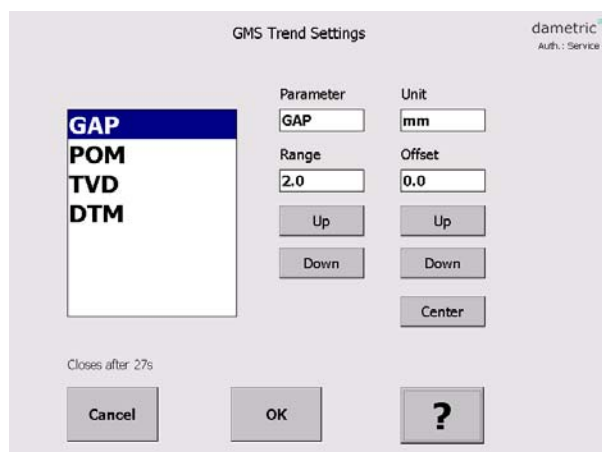 GMS Trend Settings
dametric
Auth.: Service
GAP
POM
TVD
DTM
Parameter
GAP
Unit
mm
Range
2.0
Offset
0.0
Up
Up
Down
Down
Center
Closes after 27s
Cancel
OK
?